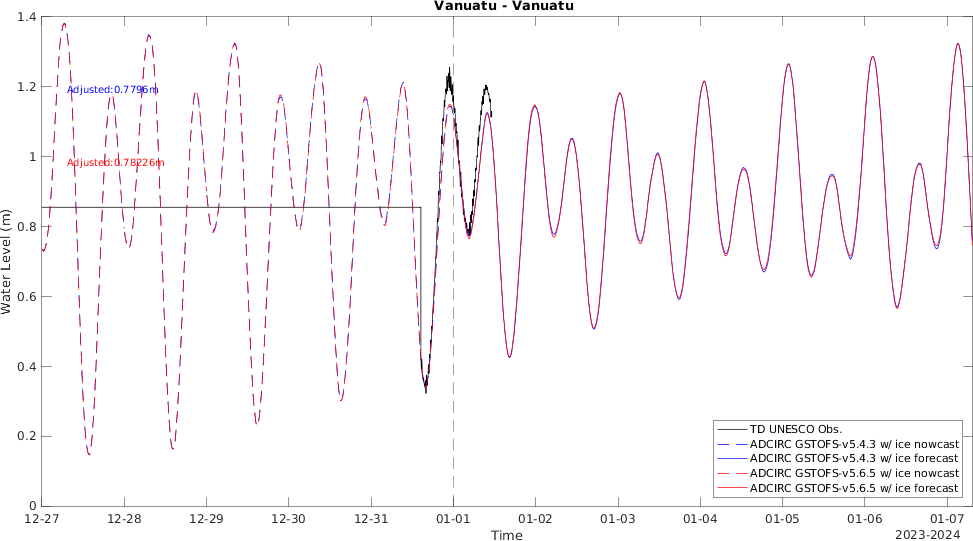 Vanuatu - Vanuatu
1.4
1.2
1
0.8
0.6
0.4
0.2
0
Water Level (m)
Adjusted:0.7796m
Adjusted:0.78226m
TD UNESCO Obs.
ADCIRC GSTOFS-v5.4.3 w/ ice nowcast
ADCIRC GSTOFS-v5.4.3 w/ ice forecast
ADCIRC GSTOFS-v5.6.5 w/ ice nowcast
ADCIRC GSTOFS-v5.6.5 w/ ice forecast
12-27 12-28 12-29 12-30 12-31 01-01 01-02 01-03 01-04 01-05 01-06 01-07
Time
2023-2024